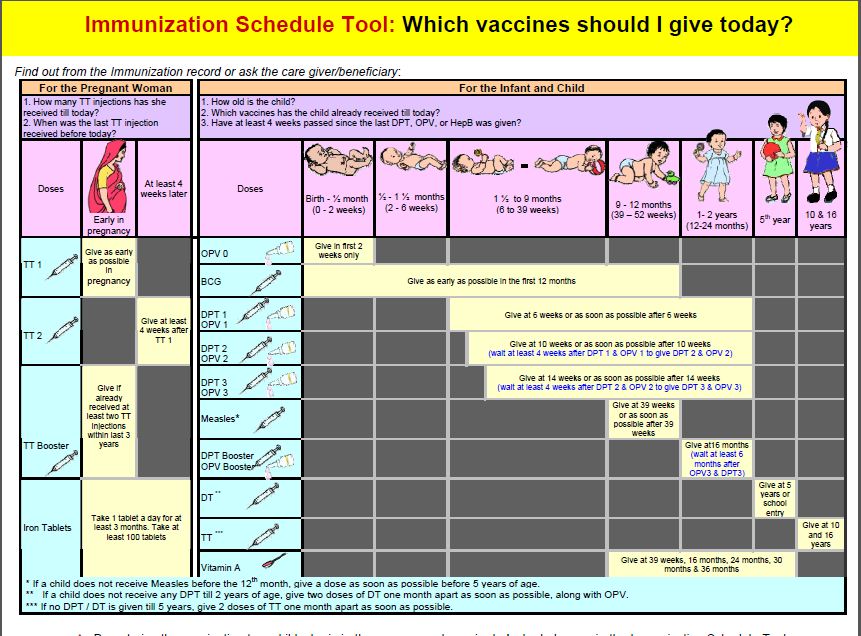 Immunization Schedule Tool: Which vaccines should I give today?
Find out from the Immunization record or ask the care giver/beneficiary:
For the Pregnant Woman
1. How many TT injections has she
received till today?
2. When was the last TT injection
received before today?
For the Infant and Child
1. How old is the child?
2. Which vaccines has the child already received till today?
3. Have at least 4 weeks passed since the last DPT, OPV, or HepB was given?
Doses
Early in
pregnancy
At least 4
weeks later
Doses
Birth - ½ month
(0 - 2 weeks)
½ - 1 ½ months
(2 - 6 weeks)
-
1 ½ to 9 months
(6 to 39 weeks)
9 - 12 months
(39 – 52 weeks)
1- 2 years
(12-24 months)
5th year
10 & 16
years
TT 1
Give as early
as possible
in
pregnancy
TT 2
Give at least
4 weeks after
TT 1
TT Booster
Give if
already
received at
least two TT
injections
within last 3
years
Iron Tablets
Take 1 tablet a day for at
least 3 months. Take at
least 100 tablets
OPV 0
Give in first 2
weeks only
BCG
Give as early as possible in the first 12 months
DPT 1
OPV 1
Give at 6 weeks or as soon as possible after 6 weeks
DPT 2
OPV 2
Give at 10 weeks or as soon as possible after 10 weeks
(wait at least 4 weeks after DPT 1 & OPV 1 to give DPT 2 & OPV 2)
DPT 3
OPV 3
Give at 14 weeks or as soon as possible after 14 weeks
(wait at least 4 weeks after DPT 2 & OPV 2 to give DPT 3 & OPV 3)
Measles*
Give at 39 weeks
or as soon as
possible after 39
weeks
DPT Booster
OPV Booster
Give at16 months
(wait at least 6
months after
OPV3 & DPT3)
DT **
Give at 5
years or
school
entry
TT ***
Give at 10
and 16
years
Vitamin A
Give at 39 weeks, 16 months, 24 months, 30
months & 36 months
* If a child does not receive Measles before the 12th month, give a dose as soon as possible before 5 years of age.
** If a child does not receive any DPT till 2 years of age, give two doses of DT one month apart as soon as possible, along with OPV.
*** If no DPT / DT is given till 5 years, give 2 doses of TT one month apart as soon as possible.